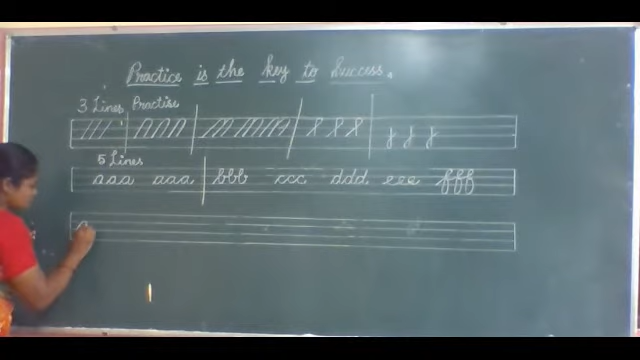 Practice is the key to Success.
3 Lines Practise
5 Lines
aaa aaa bbb ccc ddd eee fff